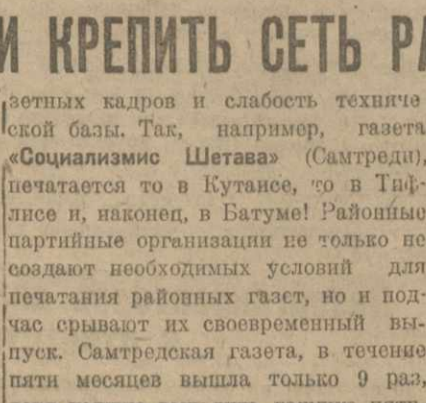 И КРЕПИТЬ СЕТЬ РА
зетных кадров и слабость техниче
ской базы. Так, например, газета
«Социализмис Шетава» (Самтреди),
печатается то в Кутаисе, то в Тиф-
лисе и, наконец, в Батуме! Районные
партийные организации не только не
создают необходимых условий для
печатания районных газет, но и под-
час срывают их своевременный вы-
пуск. Самтредская газета, в течение
пяти месяцев вышла только 9 раз,